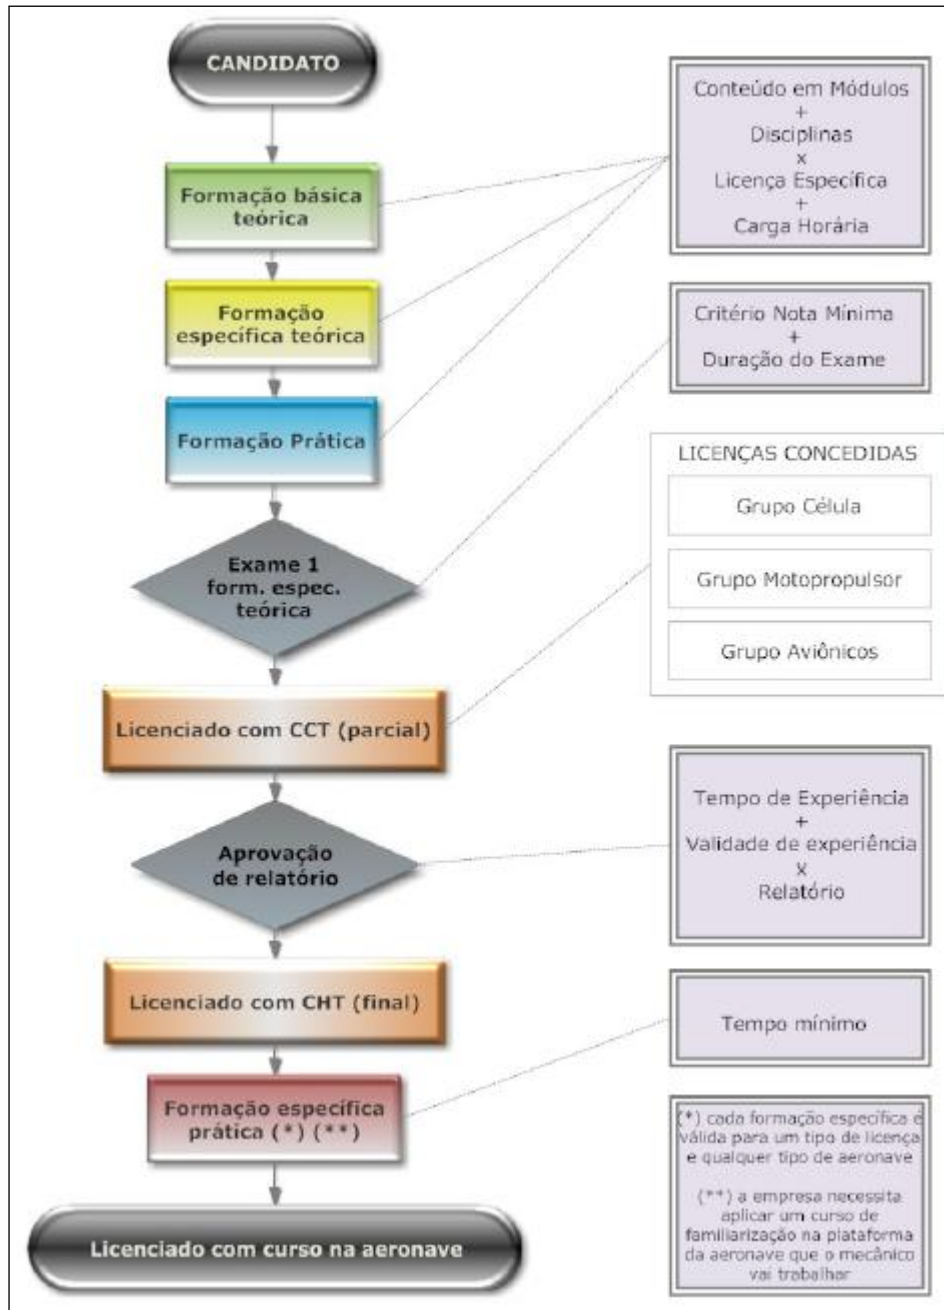 CANDIDATO
Formação básica
teórica
Formação
específica teórica
Formação Prática
Exame 1
form. espec.
teórica
Licenciado com CCT (parcial)
Aprovação
de relatório
Licenciado com CHT (final)
Formação específica
prática (*) (**)
Licenciado com curso na aeronave
Conteúdo em Módulos
+
Disciplinas
x
Licença Específica
+
Carga Horária
Critério Nota Mínima
+
Duração do Exame
LICENÇAS CONCEDIDAS
Grupo Célula
Grupo Motopropulsor
Grupo Aviônicos
Tempo de Experiência
+
Validade de experiência
x
Relatório
Tempo mínimo
(*) cada formação específica é
válida para um tipo de licença
e qualquer tipo de aeronave
(**) a empresa necessita
aplicar um curso de
familiarização na plataforma
da aeronave que o mecânico
vai trabalhar